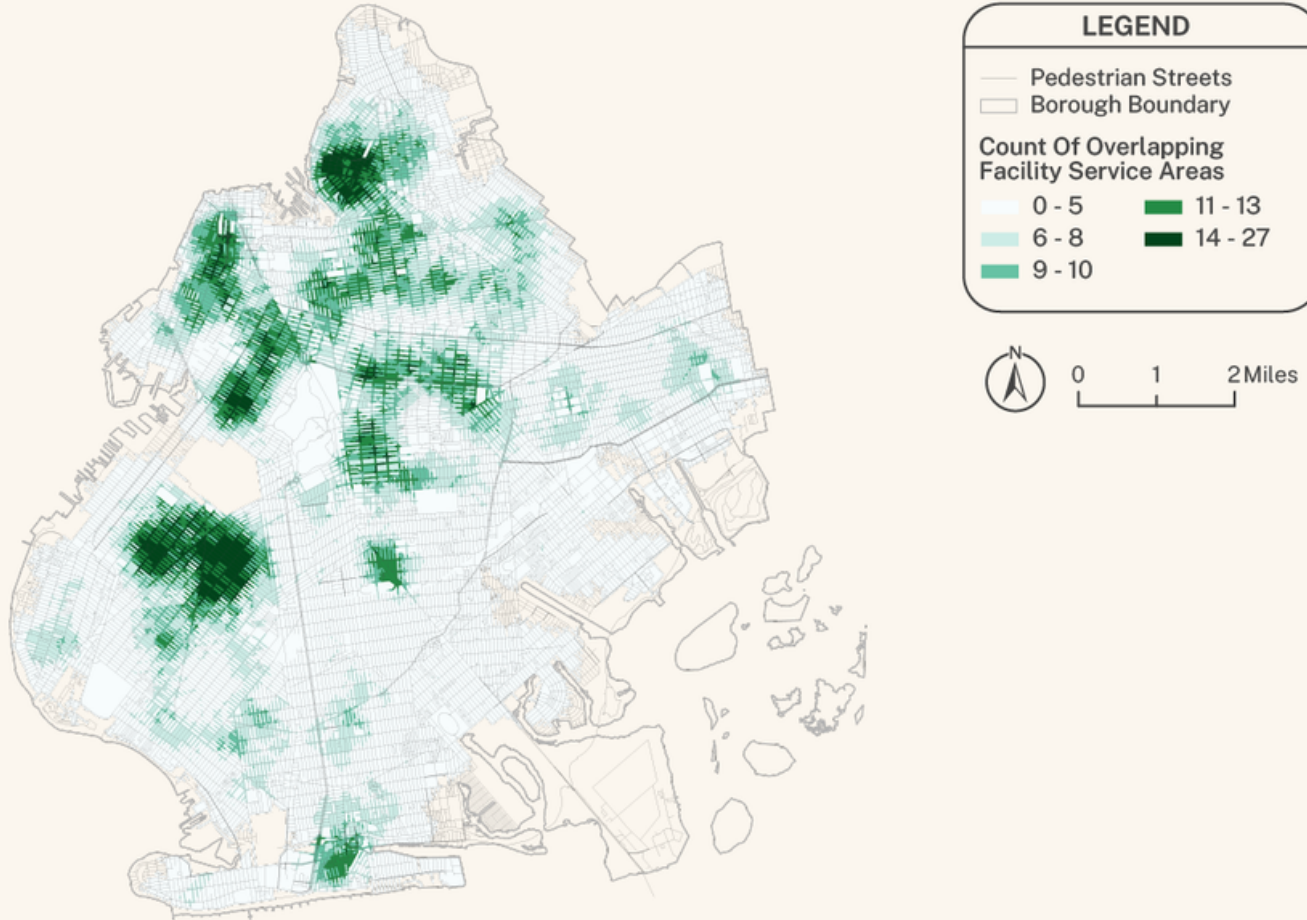 LEGEND
Pedestrian Streets
Borough Boundary
Count Of Overlapping
Facility Service Areas
0 - 5
11 - 13
6 - 8
14 - 27
9 - 10
N
0 1 2 Miles